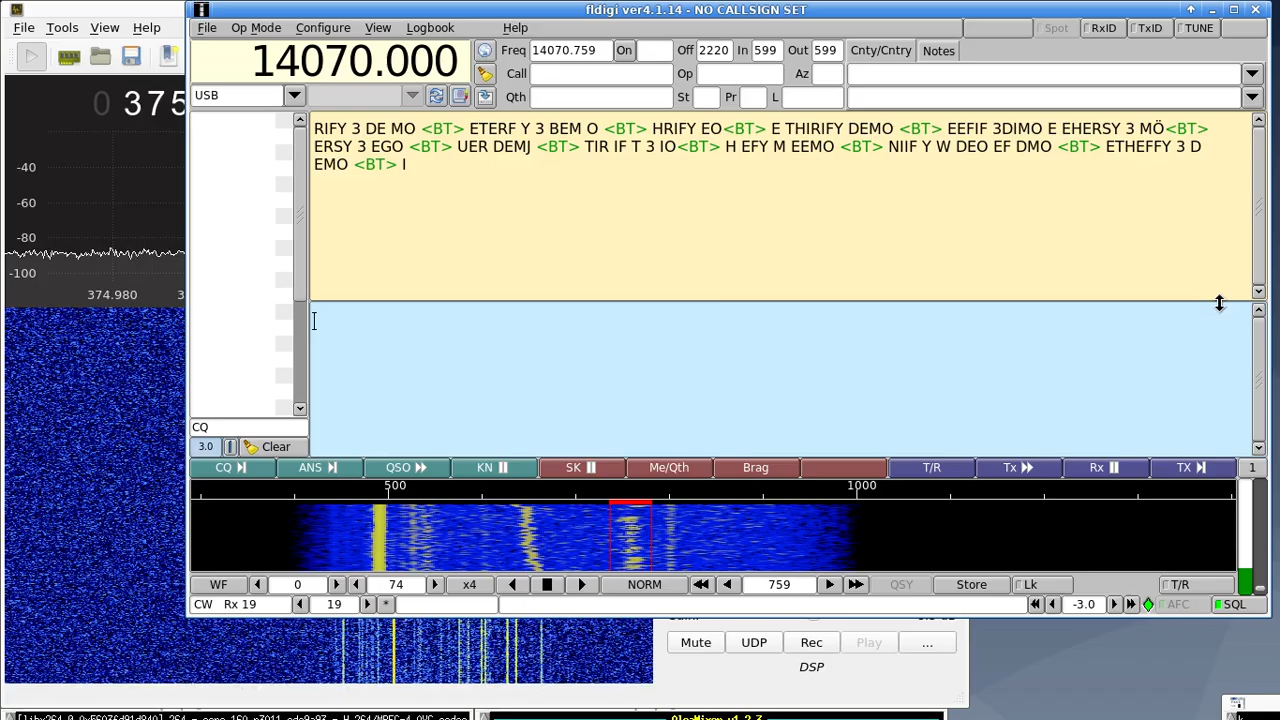 fldigi ver4.1.14 - NO CALLSIGN SET
File Tools View Help
File Op Mode Configure View Logbook Help Spot RxID TxID TUNE
14070.000
Freq 14070.759 On Off 2220 In 599 Out 599 Cnty/Cntry Notes
Call Op Az
USB
Qth St Pr L
0 375
-40
-60
-80
-100
374.980 3
RIFY 3 DE MO <BT> ETERF Y 3 BEM O <BT> HRIFY EO<BT> E THIRIFY DEMO <BT> EEFIF 3DIMO E EHERSY 3 MÖ<BT>
ERSY 3 EGO <BT> UER DEMJ <BT> TIR IF T 3 IO<BT> H EFY M EEMO <BT> NIIF Y W DEO EF DMO <BT> ETHEFFY 3 D
EMO <BT> I
CQ
3.0 Clear
CQ ANS QSO KN SK Me/Qth Brag T/R Tx Rx TX 1
500 1000
WF 0 74 x4 NORM 759 QSY Store Lk T/R
CW Rx 19 19 * -3.0 AFC SQL
Mute UDP Rec Play ...
DSP